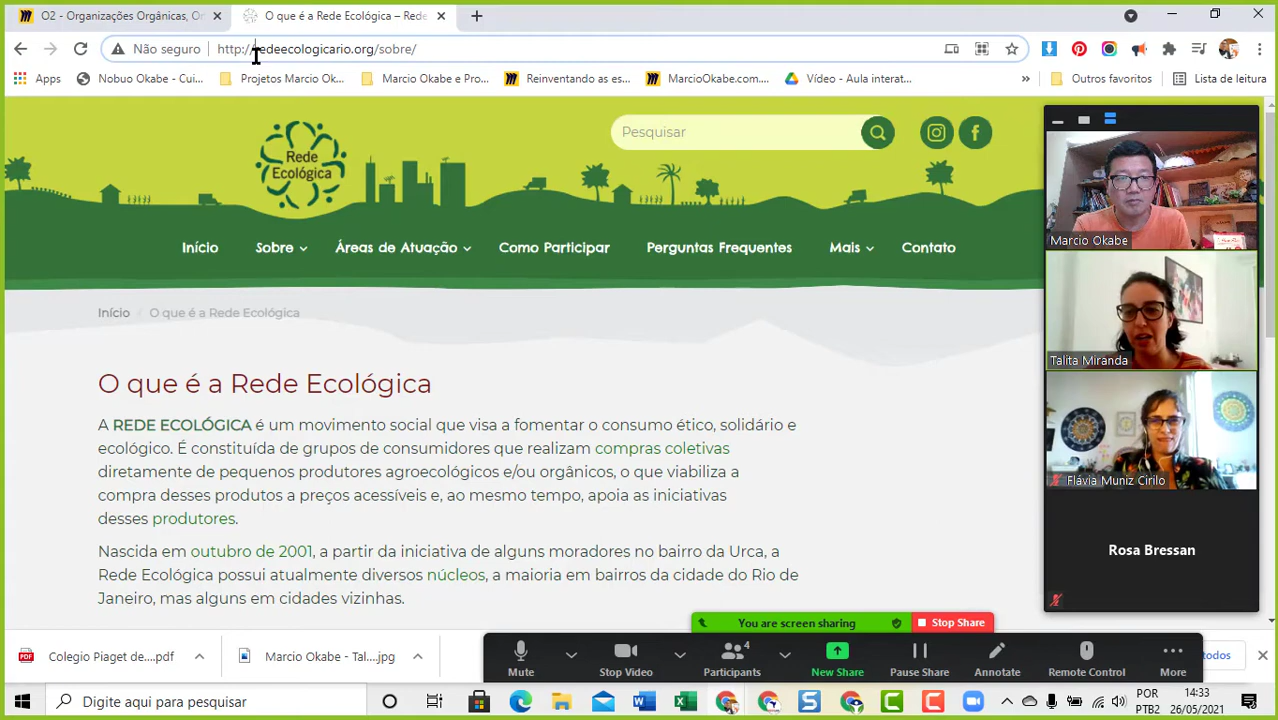 O2 - Organizações Orgânicas, Or
O que é a Rede Ecológica – Rede
Não seguro
http://redeecologicario.org/sobre/
Apps
Nobuo Okabe - Cui...
Projetos Marcio Ok...
Marcio Okabe e Pro...
Reinventando as es...
MarcioOkabe.com....
Vídeo - Aula interat...
»
Outros favoritos
Lista de leitura
Rede
Ecológica
Pesquisar
Início
Sobre
Áreas de Atuação
Como Participar
Perguntas Frequentes
Mais
Contato
Início / O que é a Rede Ecológica
O que é a Rede Ecológica
A REDE ECOLÓGICA é um movimento social que visa a fomentar o consumo ético, solidário e
ecológico. É constituída de grupos de consumidores que realizam compras coletivas
diretamente de pequenos produtores agroecológicos e/ou orgânicos, o que viabiliza a
compra desses produtos a preços acessíveis e, ao mesmo tempo, apoia as iniciativas
desses produtores.
Nascida em outubro de 2001, a partir da iniciativa de alguns moradores no bairro da Urca, a
Rede Ecológica possui atualmente diversos núcleos, a maioria em bairros da cidade do Rio de
Janeiro, mas alguns em cidades vizinhas.
Marcio Okabe
Talita Miranda
Flávia Muniz Cirilo
Rosa Bressan
You are screen sharing
Stop Share
Colegio Piaget de....pdf
Marcio Okabe - Tal....jpg
Mute
Stop Video
4
Participants
New Share
Pause Share
Annotate
Remote Control
More
todos
Digite aqui para pesquisar
POR
PTB2
14:33
26/05/2021